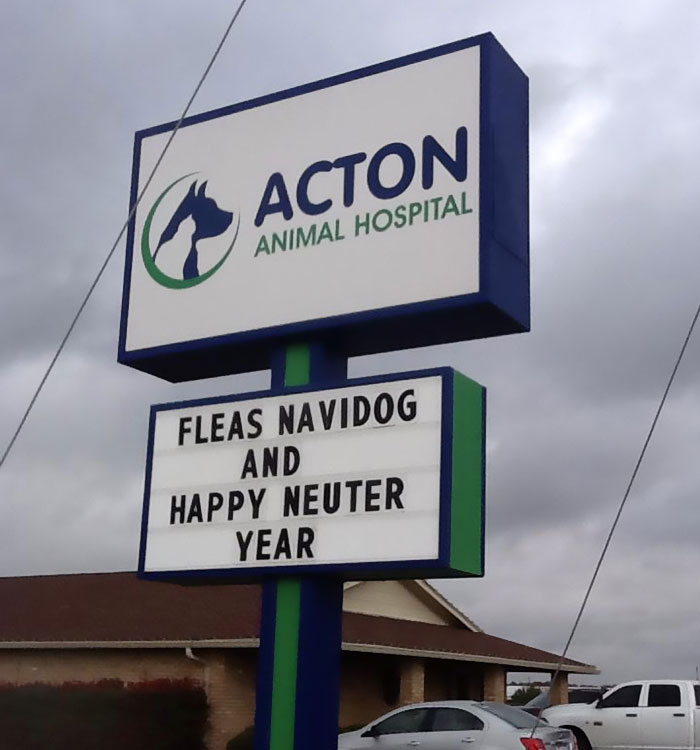 ACTON
ANIMAL HOSPITAL
FLEAS NAVIDOG
AND
HAPPY NEUTER
YEAR